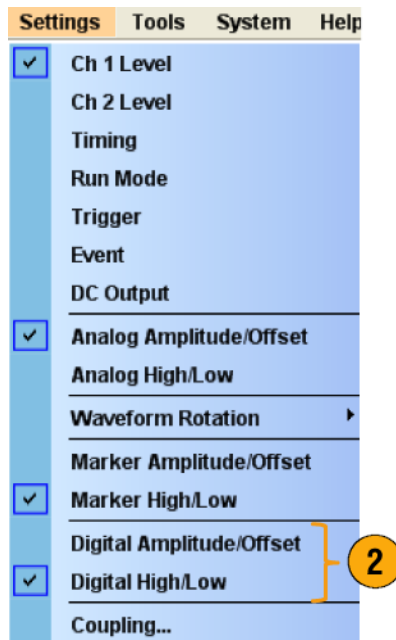 Settings Tools System Help
Ch 1 Level
Ch 2 Level
Timing
Run Mode
Trigger
Event
DC Output
Analog Amplitude/Offset
Analog High/Low
Waveform Rotation
Marker Amplitude/Offset
Marker High/Low
Digital Amplitude/Offset
2
Digital High/Low
Coupling...